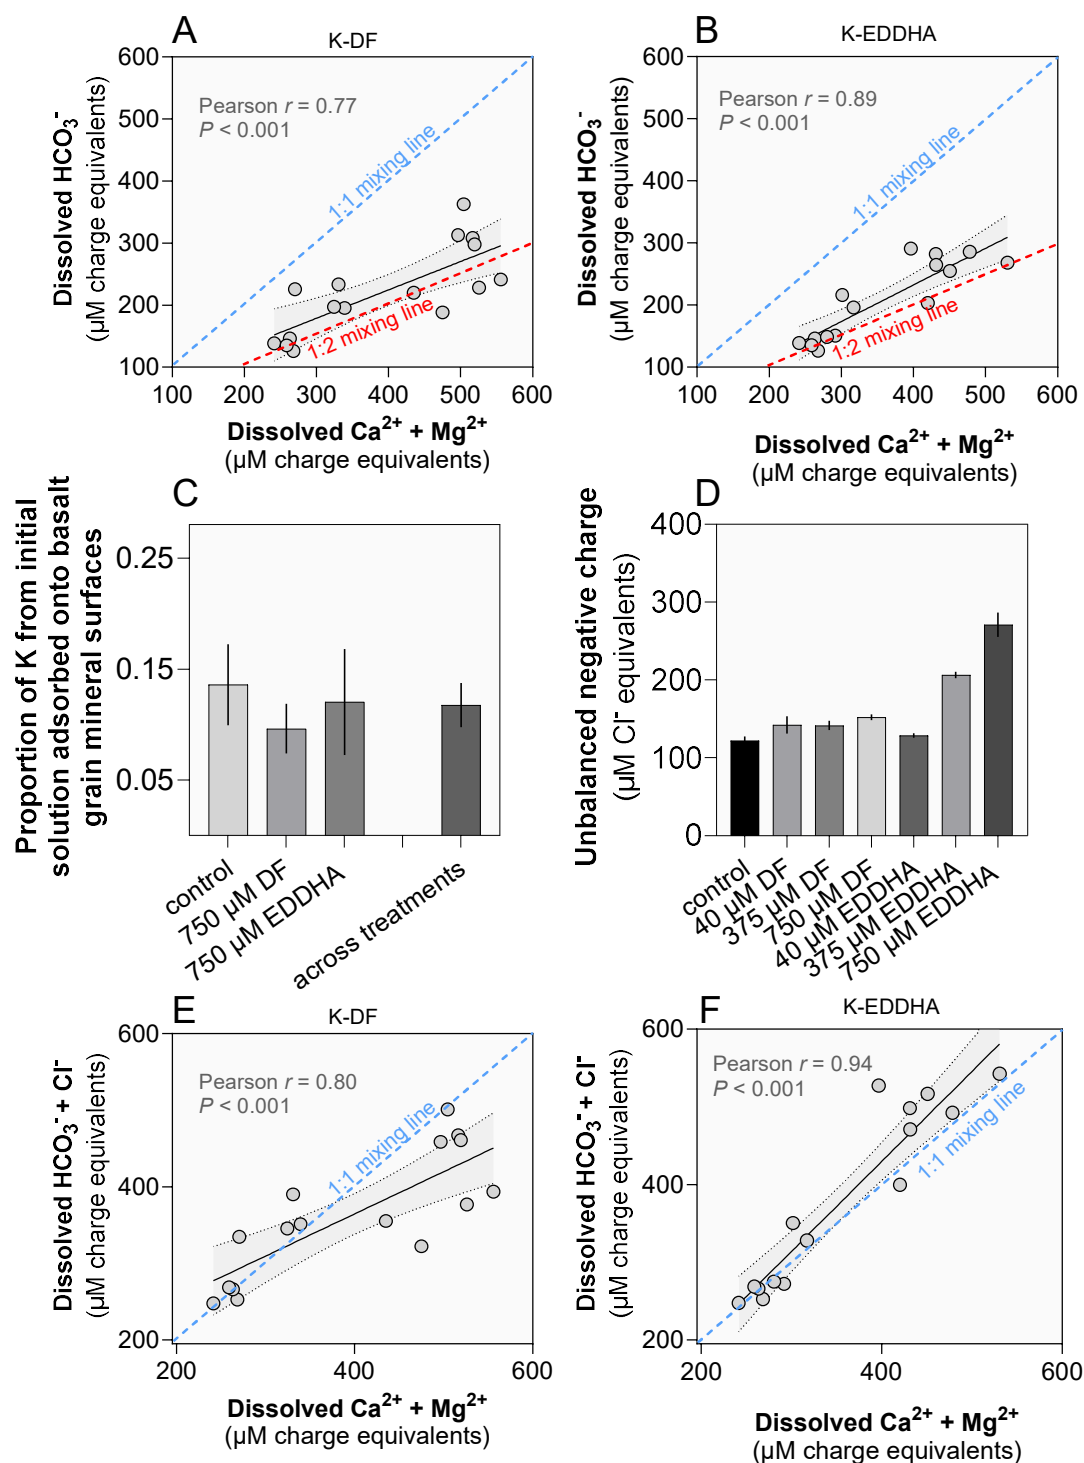 A
K-DF
Dissolved HCO₃⁻
(µM charge equivalents)
600
500
400
300
200
100
Pearson r = 0.77
P < 0.001
1:1 mixing line
1:2 mixing line
100 200 300 400 500 600
Dissolved Ca²⁺ + Mg²⁺
(µM charge equivalents)
B
K-EDDHA
Dissolved HCO₃⁻
(µM charge equivalents)
600
500
400
300
200
100
Pearson r = 0.89
P < 0.001
1:1 mixing line
1:2 mixing line
100 200 300 400 500 600
Dissolved Ca²⁺ + Mg²⁺
(µM charge equivalents)
C
Proportion of K from initial
solution adsorbed onto basalt
grain mineral surfaces
0.25
0.15
0.05
control
750 µM DF
750 µM EDDHA
across treatments
D
Unbalanced negative charge
(µM Cl⁻ equivalents)
400
300
200
100
0
control
40 µM DF
375 µM DF
750 µM DF
40 µM EDDHA
375 µM EDDHA
750 µM EDDHA
E
K-DF
Dissolved HCO₃⁻ + Cl⁻
(µM charge equivalents)
600
400
200
Pearson r = 0.80
P < 0.001
1:1 mixing line
200 400 600
Dissolved Ca²⁺ + Mg²⁺
(µM charge equivalents)
F
K-EDDHA
Dissolved HCO₃⁻ + Cl⁻
(µM charge equivalents)
600
400
200
Pearson r = 0.94
P < 0.001
1:1 mixing line
200 400 600
Dissolved Ca²⁺ + Mg²⁺
(µM charge equivalents)